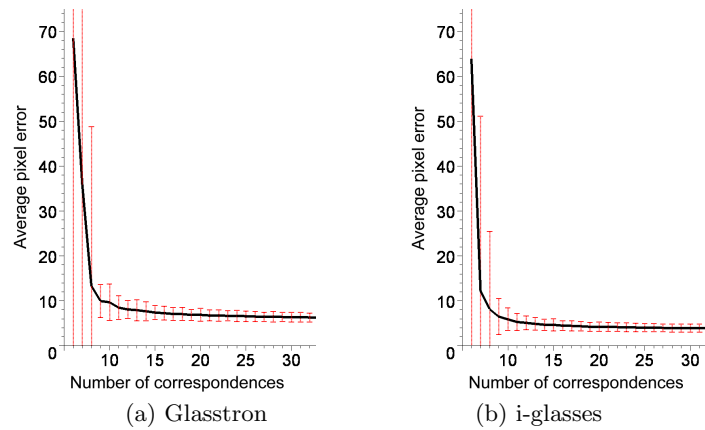 70
60
50
40
30
20
10
0
Average pixel error
10 15 20 25 30
Number of correspondences
(a) Glasstron
70
60
50
40
30
20
10
0
Average pixel error
10 15 20 25 30
Number of correspondences
(b) i-glasses